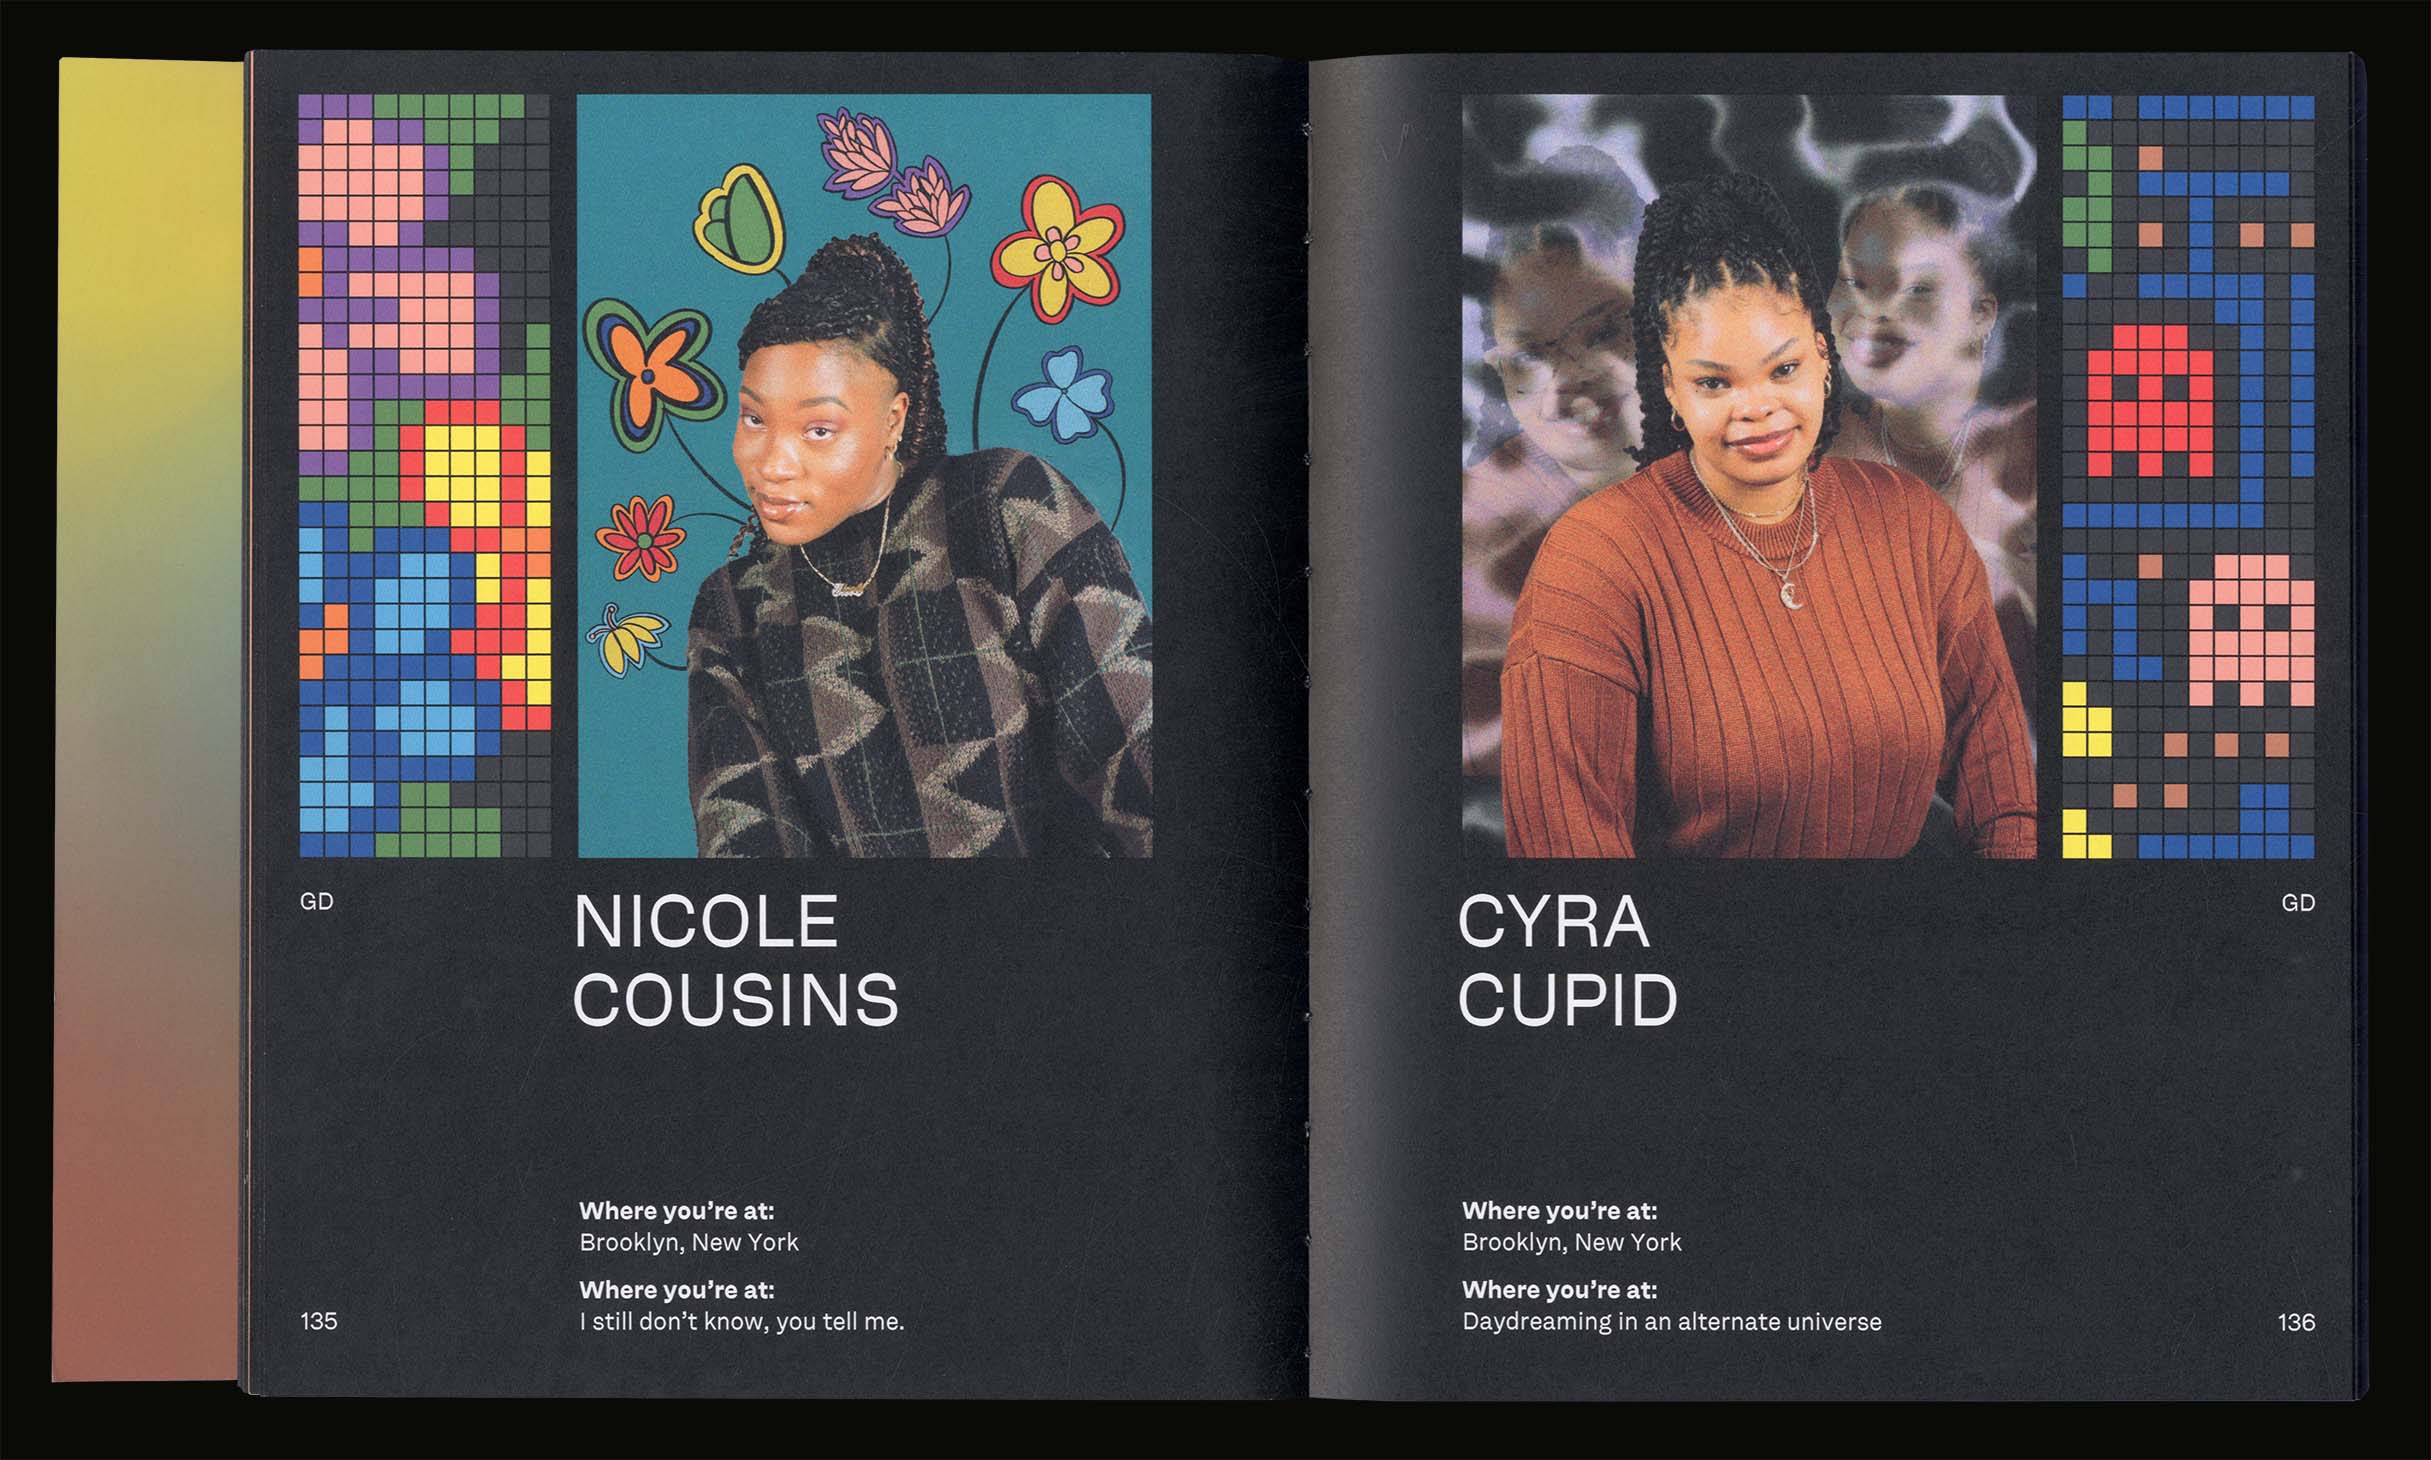 GD
NICOLE
COUSINS
Where you’re at:
Brooklyn, New York
Where you’re at:
I still don’t know, you tell me.
135
CYRA
CUPID
GD
Where you’re at:
Brooklyn, New York
Where you’re at:
Daydreaming in an alternate universe
136